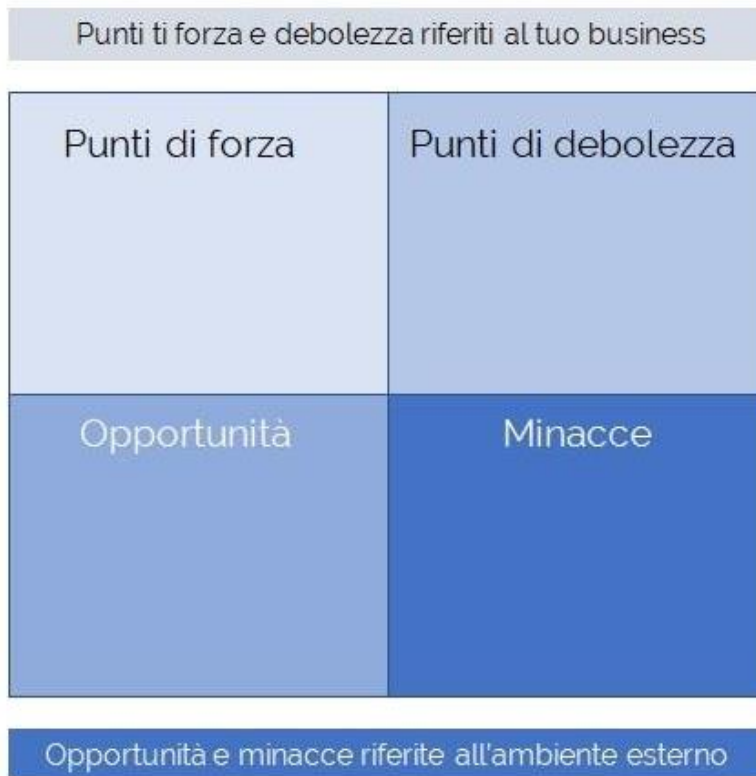 Punti ti forza e debolezza riferiti al tuo business
Punti di forza
Punti di debolezza
Opportunità
Minacce
Opportunità e minacce riferite all'ambiente esterno